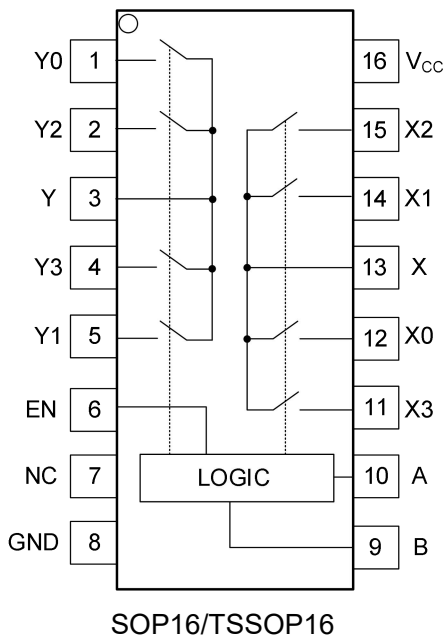 Y0 1 16 VCC
Y2 2 15 X2
Y 3 14 X1
Y3 4 13 X
Y1 5 12 X0
EN 6 11 X3
NC 7 LOGIC 10 A
GND 8 9 B
SOP16/TSSOP16